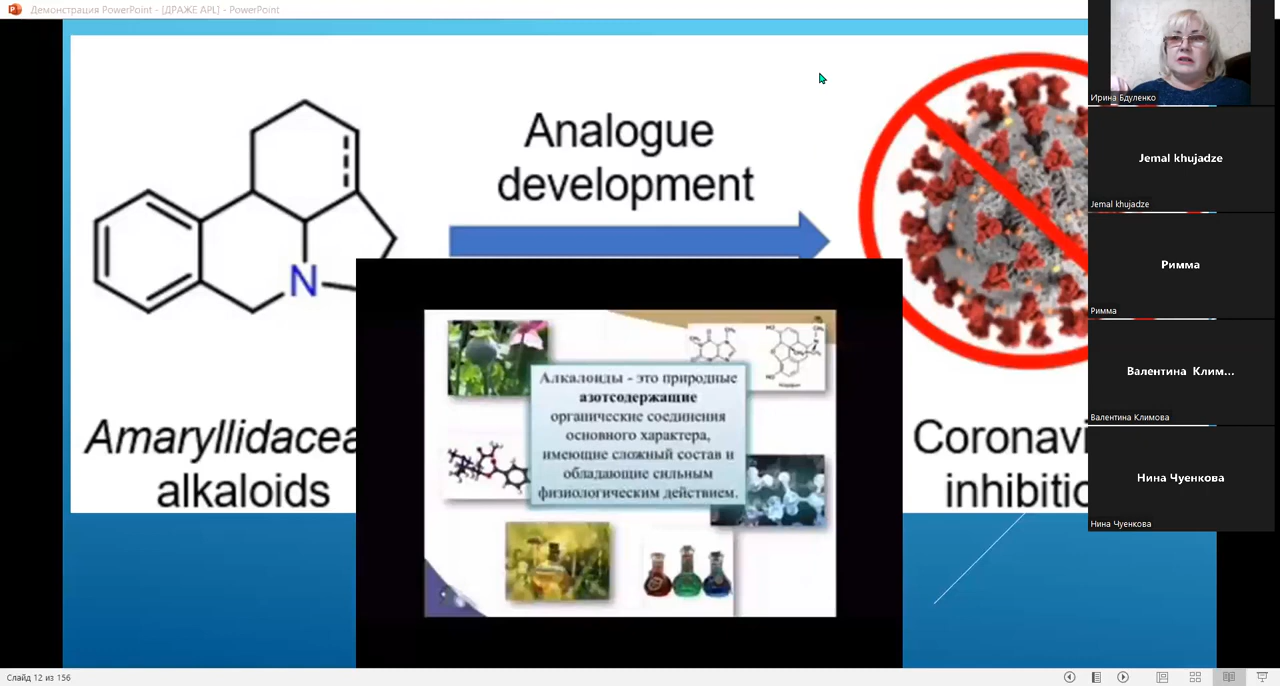 Демонстрация PowerPoint - [ДРАЖЕ APL] - PowerPoint
Analogue
development
N
Amaryllidacea
alkaloids
Coronavi
inhibitio
Алкалоиды - это природные
азотсодержащие
органические соединения
основного характера,
имеющие сложный состав и
обладающие сильным
физиологическим действием.
Ирина Бдуленко
Jemal khujadze
Jemal khujadze
Римма
Римма
Валентина Клим...
Валентина Климова
Нина Чуенкова
Нина Чуенкова
Слайд 12 из 156